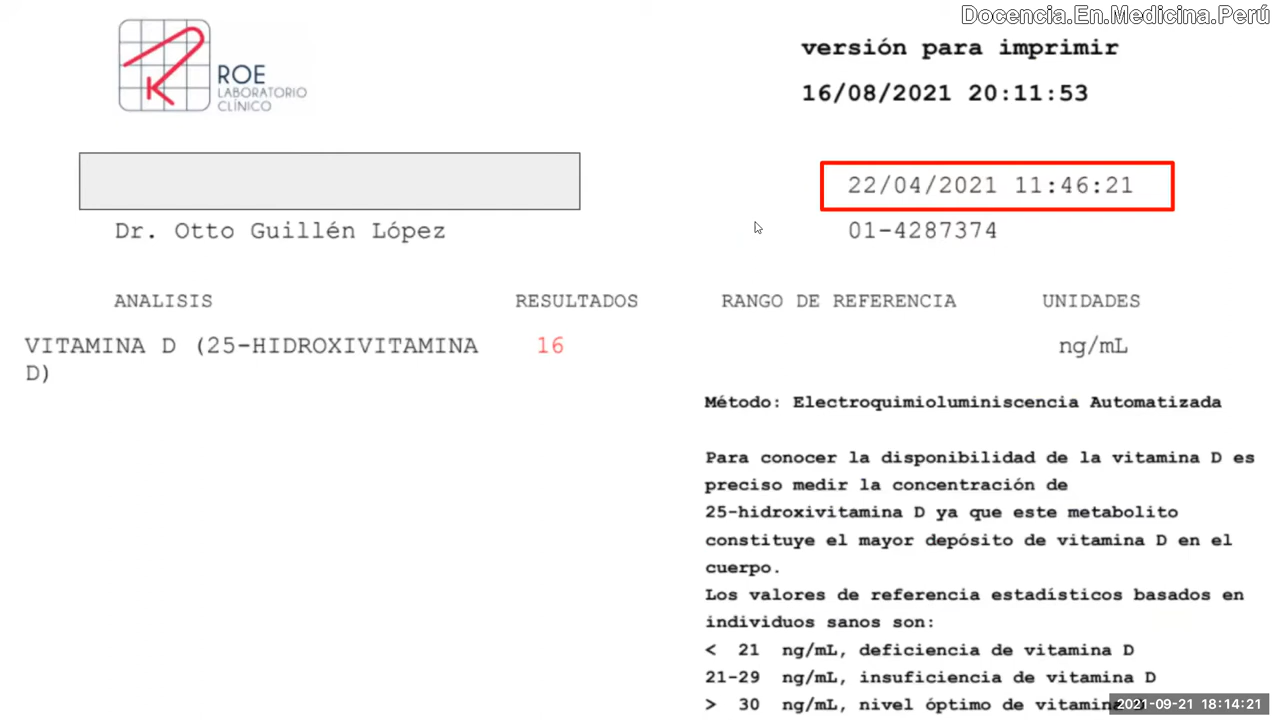 Docencia.En.Medicina.Perú
ROE
LABORATORIO
CLÍNICO
versión para imprimir
16/08/2021 20:11:53
22/04/2021 11:46:21
Dr. Otto Guillén López
01-4287374
ANALISIS RESULTADOS RANGO DE REFERENCIA UNIDADES
VITAMINA D (25-HIDROXIVITAMINA 16 ng/mL
D)
Método: Electroquimioluminiscencia Automatizada
Para conocer la disponibilidad de la vitamina D es
preciso medir la concentración de
25-hidroxivitamina D ya que este metabolito
constituye el mayor depósito de vitamina D en el
cuerpo.
Los valores de referencia estadísticos basados en
individuos sanos son:
< 21 ng/mL, deficiencia de vitamina D
21-29 ng/mL, insuficiencia de vitamina D
> 30 ng/mL, nivel óptimo de vitamina
2021-09-21 18:14:21